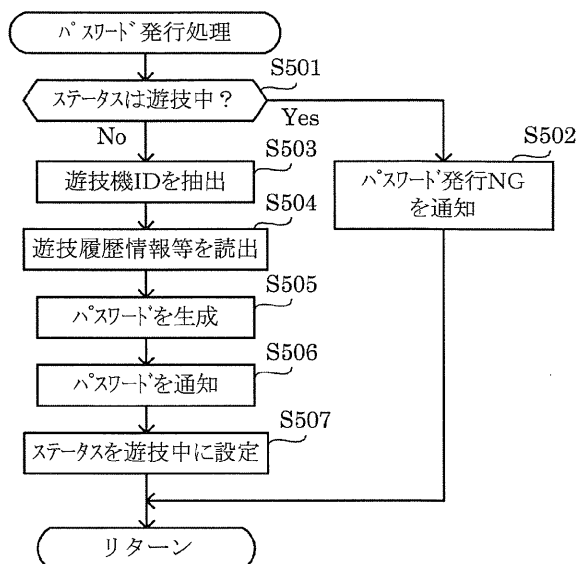 パスワード発行処理
S501
ステータスは遊技中？
Yes
No
S502
S503
遊技機IDを抽出
パスワード発行NG
を通知
S504
遊技履歴情報等を読出
S505
パスワードを生成
S506
パスワードを通知
S507
ステータスを遊技中に設定
リターン